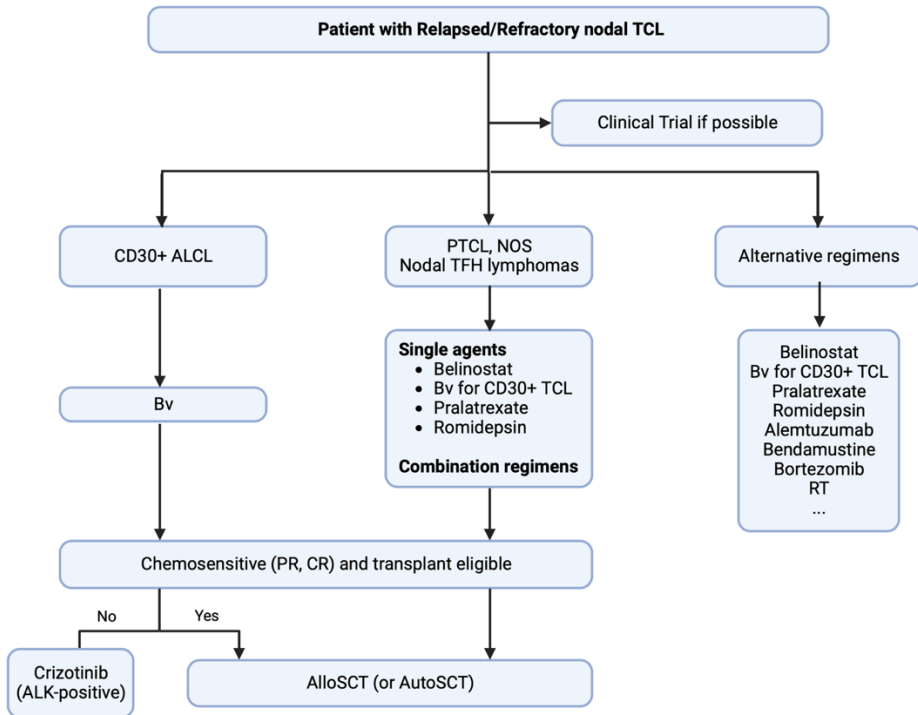 Patient with Relapsed/Refractory nodal TCL
Clinical Trial if possible
CD30+ ALCL
PTCL, NOS
Nodal TFH lymphomas
Alternative regimens
Bv
Single agents
• Belinostat
• Bv for CD30+ TCL
• Pralatrexate
• Romidepsin
Combination regimens
Belinostat
Bv for CD30+ TCL
Pralatrexate
Romidepsin
Alemtuzumab
Bendamustine
Bortezomib
RT
...
Chemosensitive (PR, CR) and transplant eligible
No
Yes
Crizotinib
(ALK-positive)
AlloSCT (or AutoSCT)